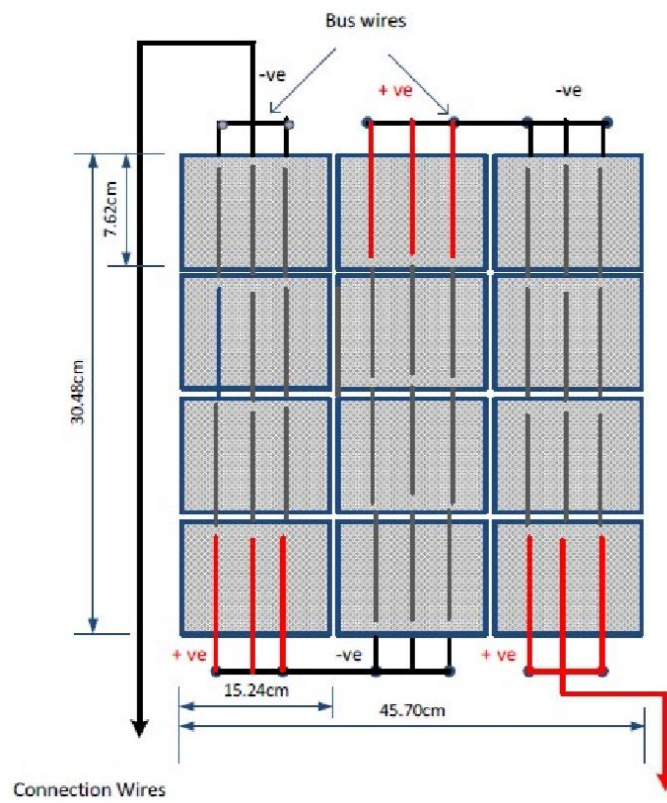 Bus wires
-ve
+ ve
-ve
7.62cm
30.48cm
+ ve
-ve
+ ve
15.24cm
45.70cm
Connection Wires